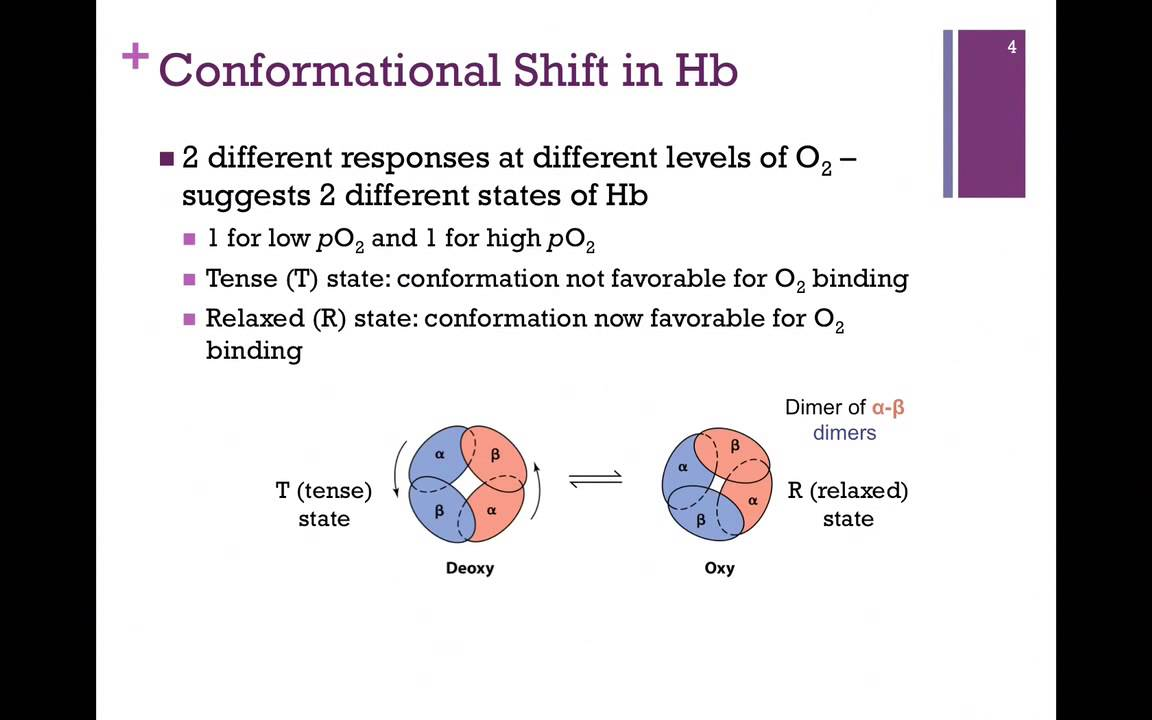 4
+ Conformational Shift in Hb
■ 2 different responses at different levels of O₂ –
suggests 2 different states of Hb
■ 1 for low pO₂ and 1 for high pO₂
■ Tense (T) state: conformation not favorable for O₂ binding
■ Relaxed (R) state: conformation now favorable for O₂
binding
Dimer of α-β
dimers
T (tense)
state
α β
β α
Deoxy
β
α
α
β
Oxy
R (relaxed)
state